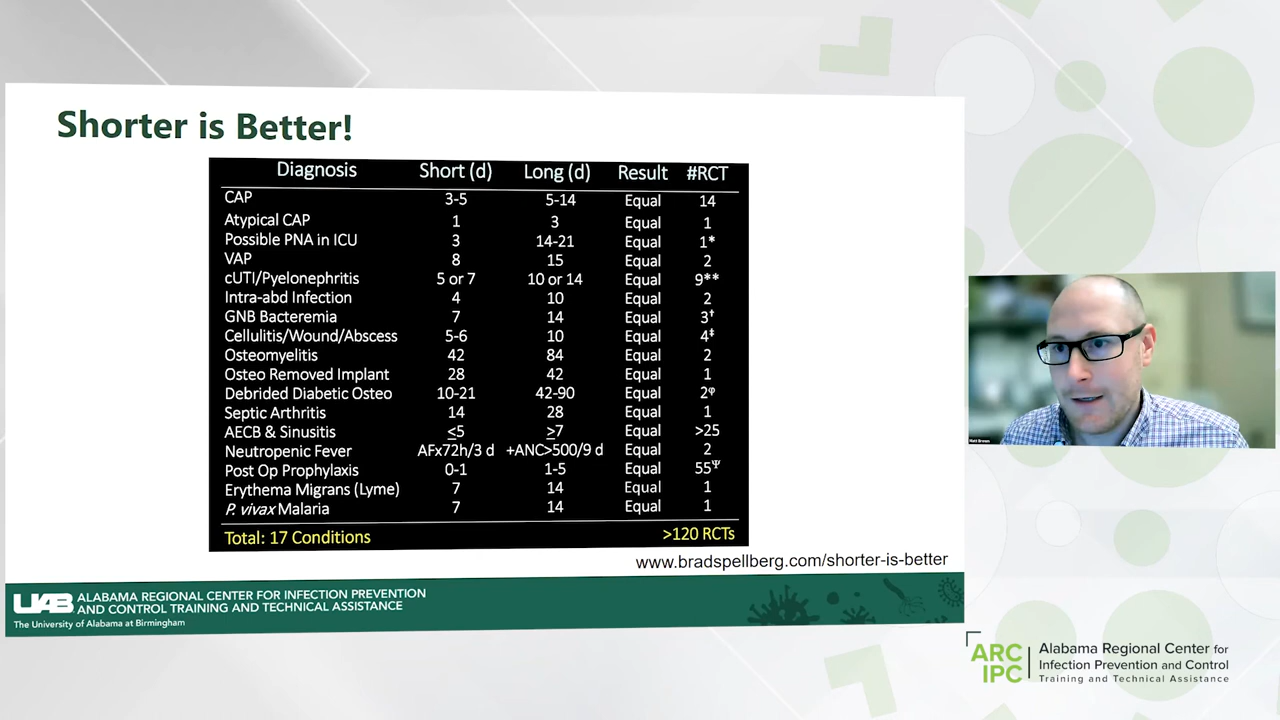 Shorter is Better!
Diagnosis Short (d) Long (d) Result #RCT
CAP 3-5 5-14 Equal 14
Atypical CAP 1 3 Equal 1
Possible PNA in ICU 3 14-21 Equal 1*
VAP 8 15 Equal 2
cUTI/Pyelonephritis 5 or 7 10 or 14 Equal 9**
Intra-abd Infection 4 10 Equal 2
GNB Bacteremia 7 14 Equal 3†
Cellulitis/Wound/Abscess 5-6 10 Equal 4‡
Osteomyelitis 42 84 Equal 2
Osteo Removed Implant 28 42 Equal 1
Debrided Diabetic Osteo 10-21 42-90 Equal 2φ
Septic Arthritis 14 28 Equal 1
AECB & Sinusitis ≤5 ≥7 Equal >25
Neutropenic Fever AFx72h/3 d +ANC>500/9 d Equal 2
Post Op Prophylaxis 0-1 1-5 Equal 55Ψ
Erythema Migrans (Lyme) 7 14 Equal 1
P. vivax Malaria 7 14 Equal 1
Total: 17 Conditions >120 RCTs
www.bradspellberg.com/shorter-is-better
UAB ALABAMA REGIONAL CENTER FOR INFECTION PREVENTION
AND CONTROL TRAINING AND TECHNICAL ASSISTANCE
The University of Alabama at Birmingham
Matt Brown
ARC IPC
Alabama Regional Center for
Infection Prevention and Control
Training and Technical Assistance